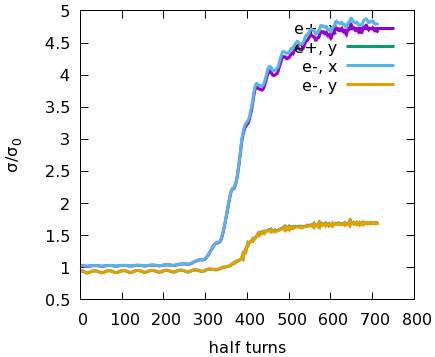 5
4.5
4
3.5
3
2.5
2
1.5
1
0.5
σ/σ₀
e+, x
e+, y
e-, x
e-, y
0 100 200 300 400 500 600 700 800
half turns